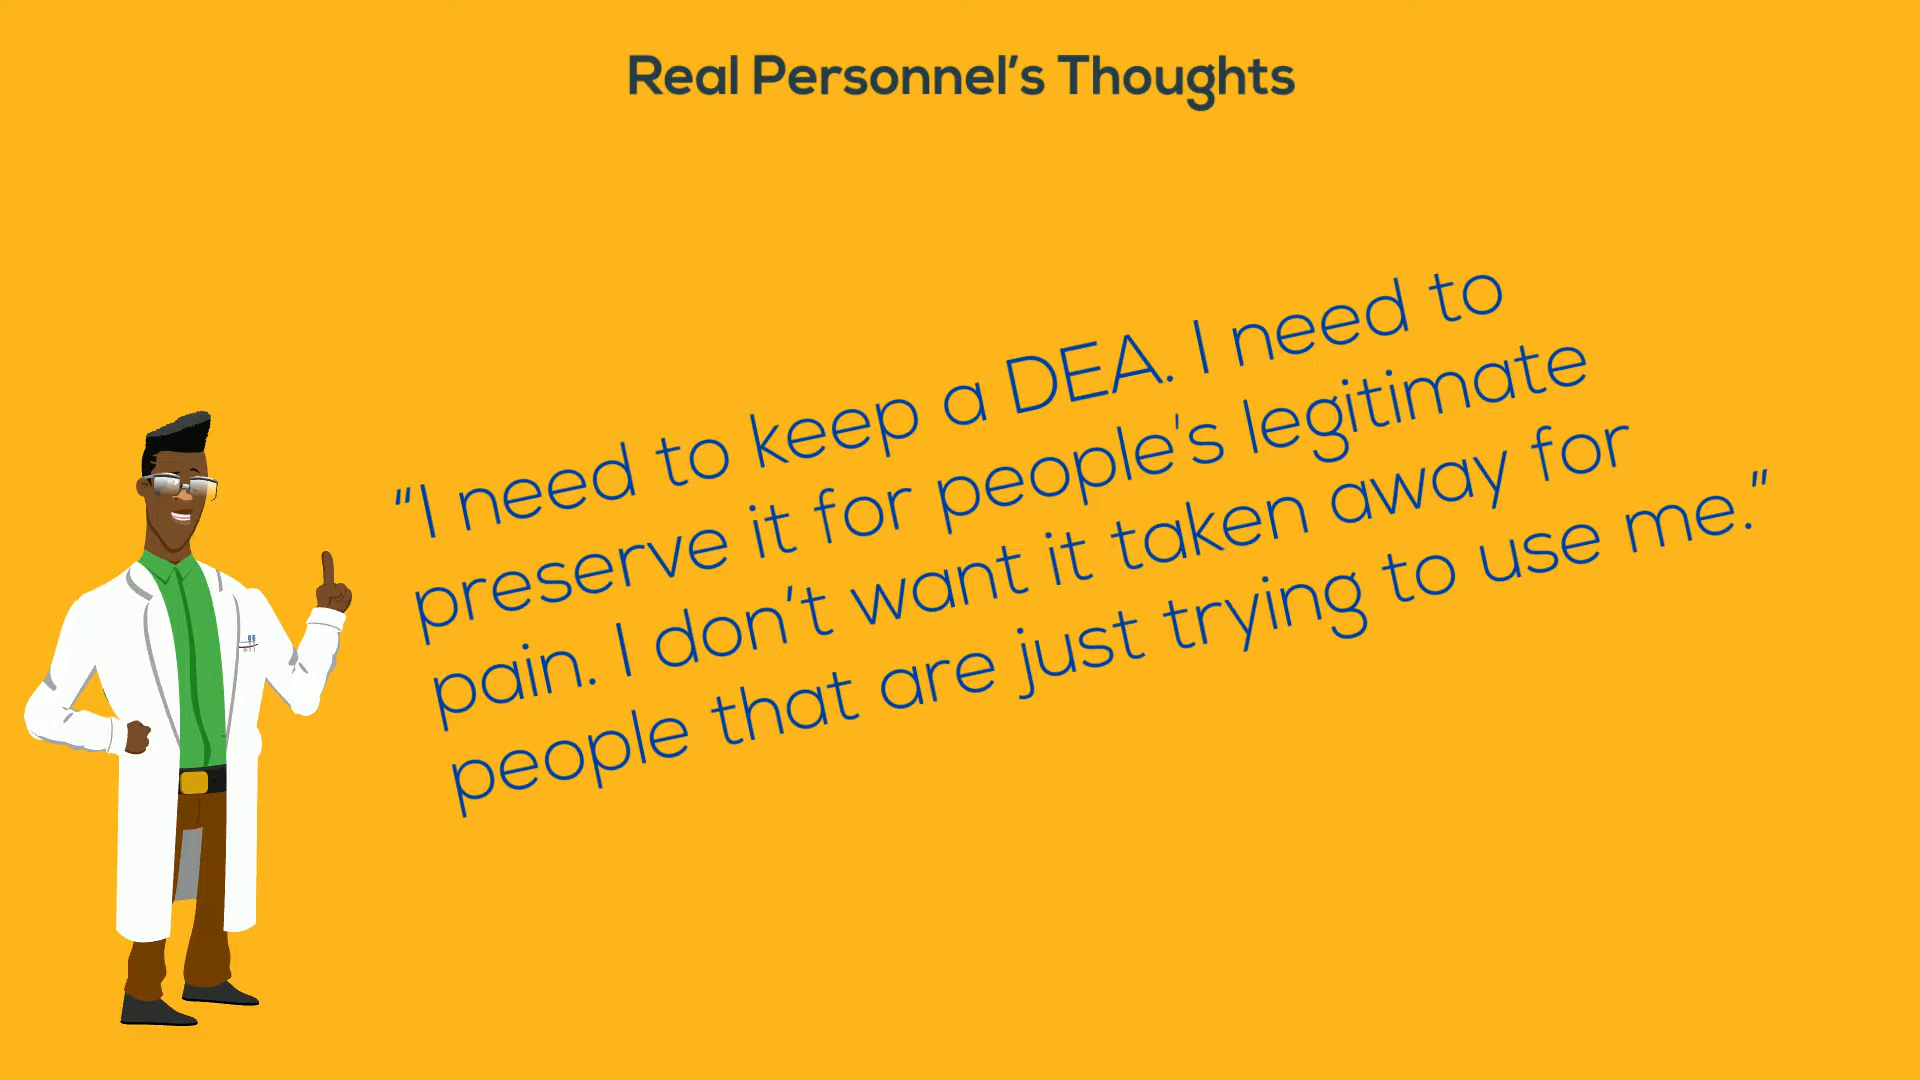 Real Personnel’s Thoughts
“I need to keep a DEA. I need to
preserve it for people’s legitimate
pain. I don’t want it taken away for
people that are just trying to use me.”